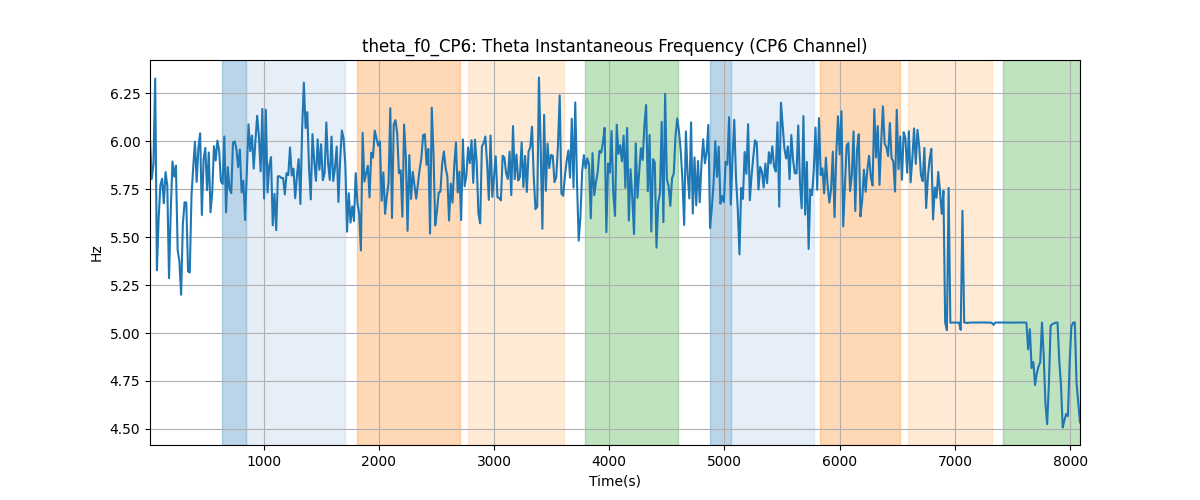 theta_f0_CP6: Theta Instantaneous Frequency (CP6 Channel)
6.25
6.00
5.75
5.50
5.25
5.00
4.75
4.50
Hz
1000 2000 3000 4000 5000 6000 7000 8000
Time(s)